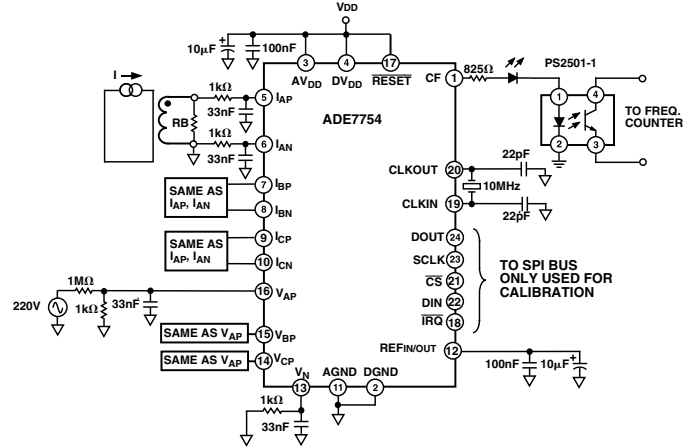 VDD
10µF
+
100nF
3
4
17
AVDD
DVDD
RESET
CF
1
825Ω
PS2501-1
1
4
2
3
TO FREQ.
COUNTER
I
1kΩ
5
IAP
33nF
RB
ADE7754
1kΩ
6
IAN
33nF
SAME AS
IAP, IAN
7
IBP
8
IBN
SAME AS
IAP, IAN
9
ICP
10
ICN
CLKOUT
20
22pF
10MHz
CLKIN
19
22pF
DOUT
24
SCLK
23
CS
21
DIN
22
IRQ
18
TO SPI BUS
ONLY USED FOR
CALIBRATION
1MΩ
220V
1kΩ
33nF
16
VAP
SAME AS VAP
15
VBP
SAME AS VAP
14
VCP
REFIN/OUT
12
100nF
10µF
+
VN
AGND
DGND
13
11
2
1kΩ
33nF